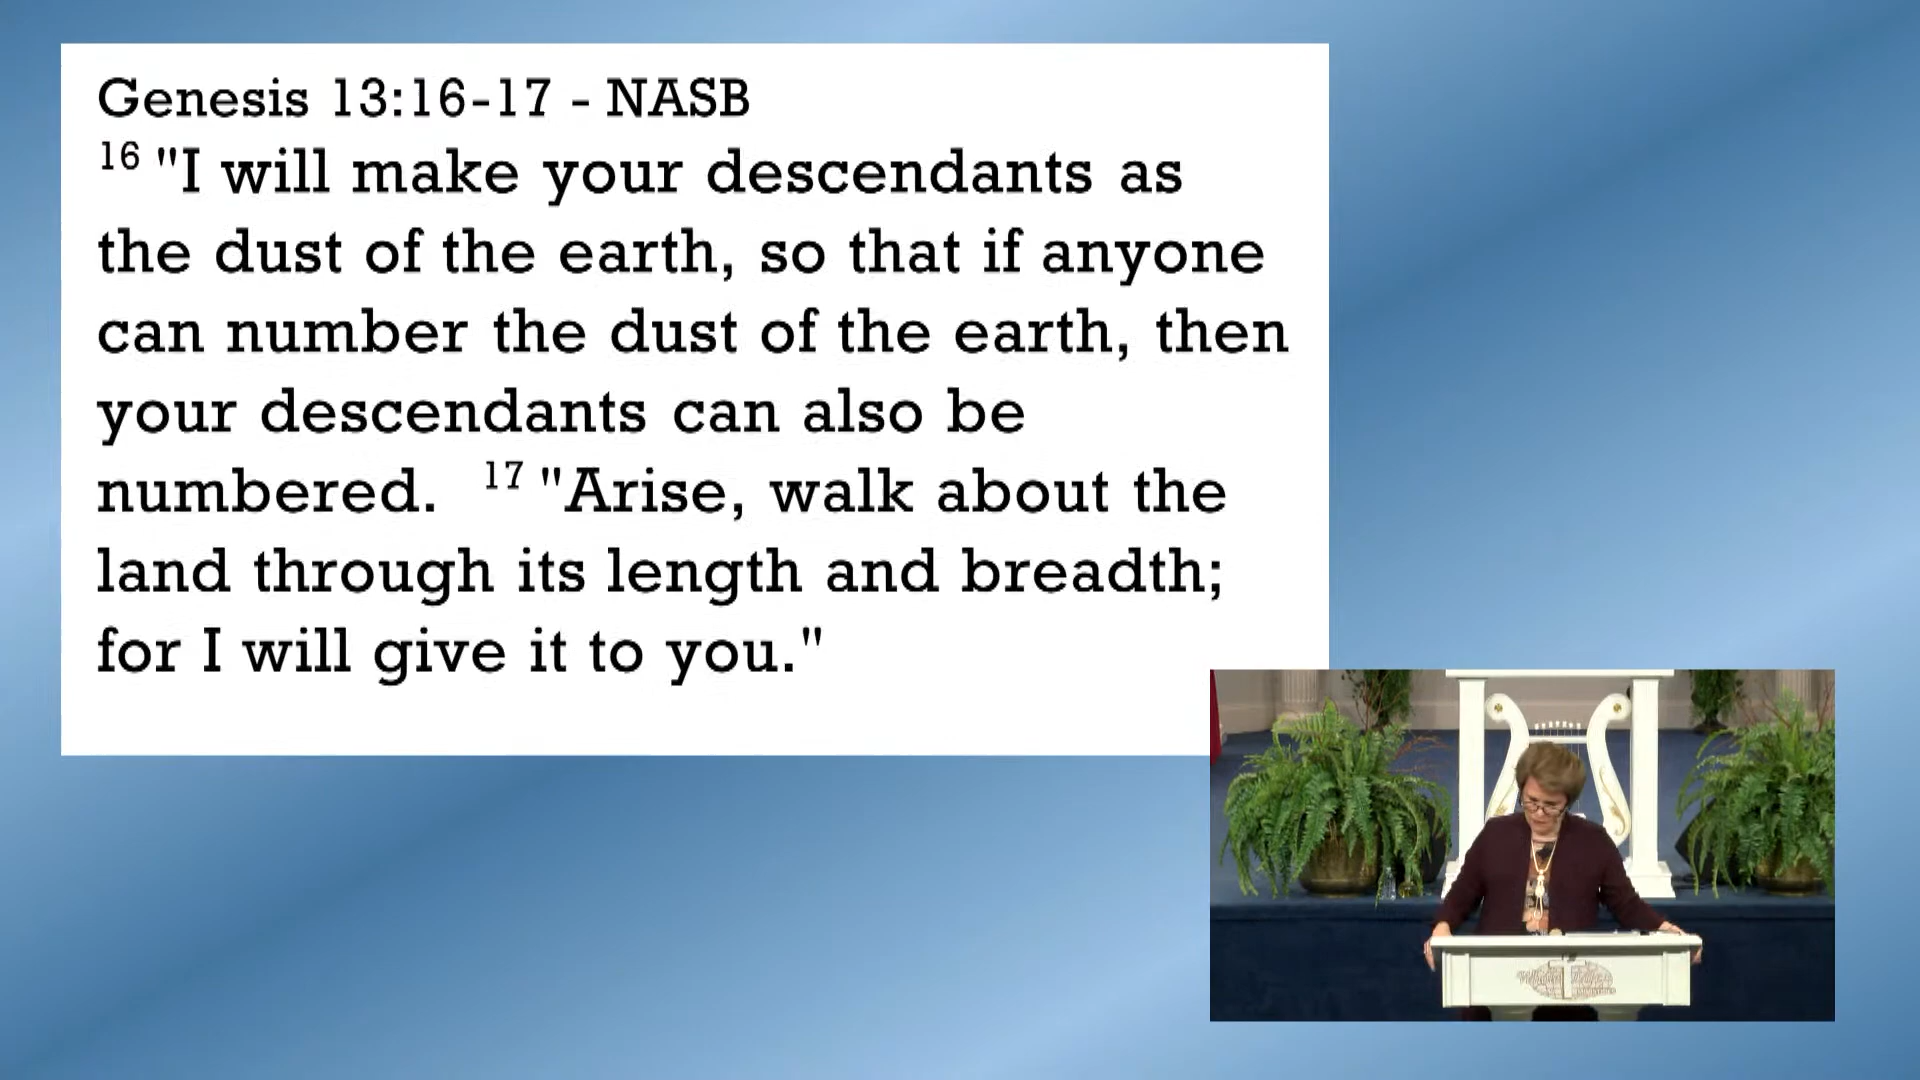 Genesis 13:16-17 - NASB
16 "I will make your descendants as
the dust of the earth, so that if anyone
can number the dust of the earth, then
your descendants can also be
numbered. 17 "Arise, walk about the
land through its length and breadth;
for I will give it to you."